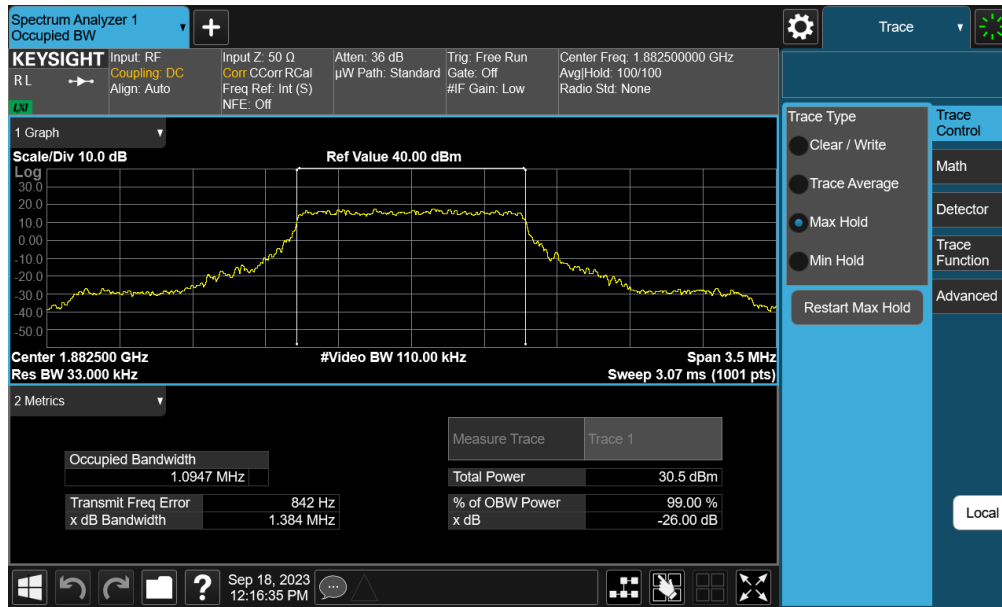 Spectrum Analyzer 1
Occupied BW
▼
+
Trace
▼
KEYSIGHT
R L
LXI
Input: RF
Coupling: DC
Align: Auto
Input Z: 50 Ω
Corr CCorr RCal
Freq Ref: Int (S)
NFE: Off
Atten: 36 dB
µW Path: Standard
Trig: Free Run
Gate: Off
#IF Gain: Low
Center Freq: 1.882500000 GHz
Avg|Hold: 100/100
Radio Std: None
1 Graph ▼
Scale/Div 10.0 dB
Ref Value 40.00 dBm
Log
30.0
20.0
10.0
0.00
-10.0
-20.0
-30.0
-40.0
-50.0
Center 1.882500 GHz
#Video BW 110.00 kHz
Span 3.5 MHz
Res BW 33.000 kHz
Sweep 3.07 ms (1001 pts)
2 Metrics ▼
Measure Trace Trace 1
Occupied Bandwidth
1.0947 MHz
Total Power 30.5 dBm
Transmit Freq Error 842 Hz
% of OBW Power 99.00 %
x dB Bandwidth 1.384 MHz
x dB -26.00 dB
Trace Type
Clear / Write
Trace Average
Max Hold
Min Hold
Restart Max Hold
Trace
Control
Math
Detector
Trace
Function
Advanced
Local
?
Sep 18, 2023
12:16:35 PM